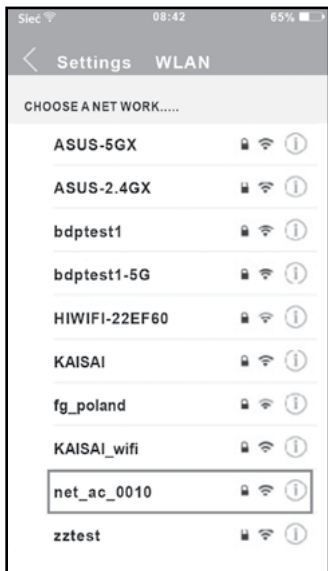 Sieć 08:42 65%
Settings WLAN
CHOOSE A NET WORK.....
ASUS-5GX
ASUS-2.4GX
bdptest1
bdptest1-5G
HIWIFI-22EF60
KAISAI
fg_poland
KAISAI_wifi
net_ac_0010
zztest